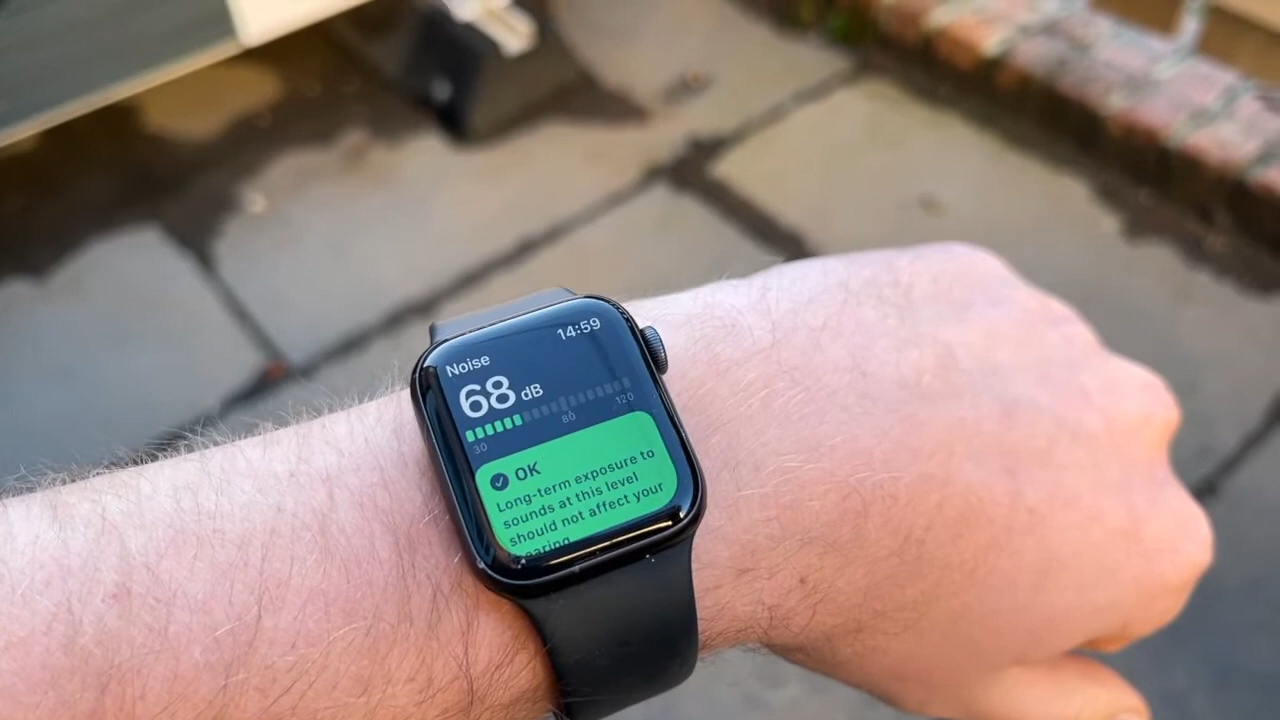 14:59
Noise
68 dB
30 80 120
OK
Long-term exposure to
sounds at this level
should not affect your
hearing